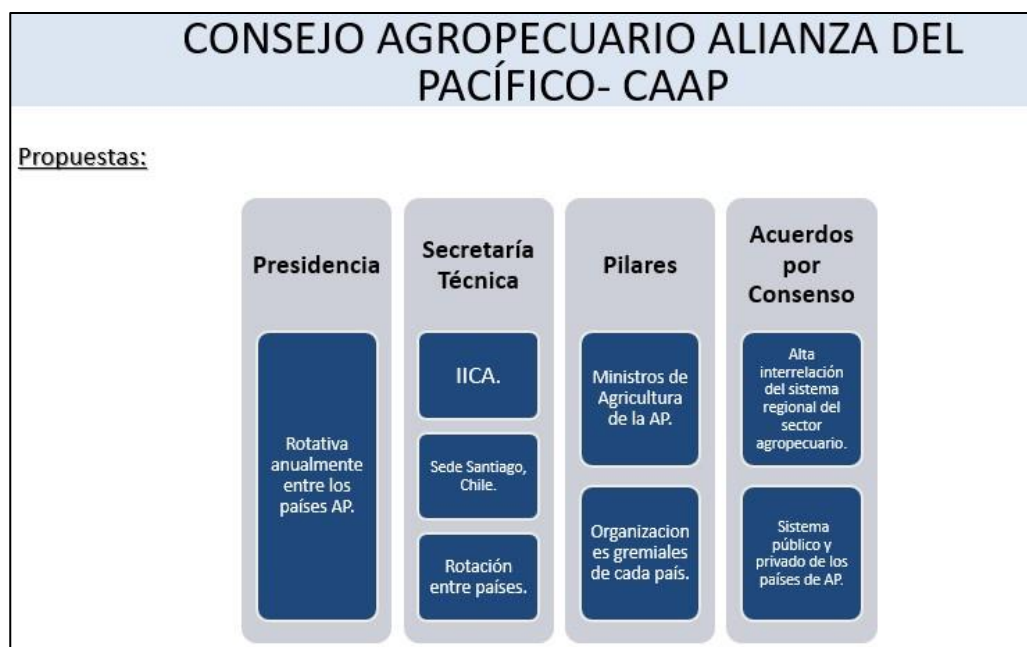 CONSEJO AGROPECUARIO ALIANZA DEL
PACÍFICO- CAAP
Propuestas:
Presidencia
Rotativa
anualmente
entre los
países AP.
Secretaría
Técnica
IICA.
Sede Santiago,
Chile.
Rotación
entre países.
Pilares
Ministros de
Agricultura
de la AP.
Organizacion
es gremiales
de cada país.
Acuerdos
por
Consenso
Alta
interrelación
del sistema
regional del
sector
agropecuario.
Sistema
público y
privado de los
países de AP.